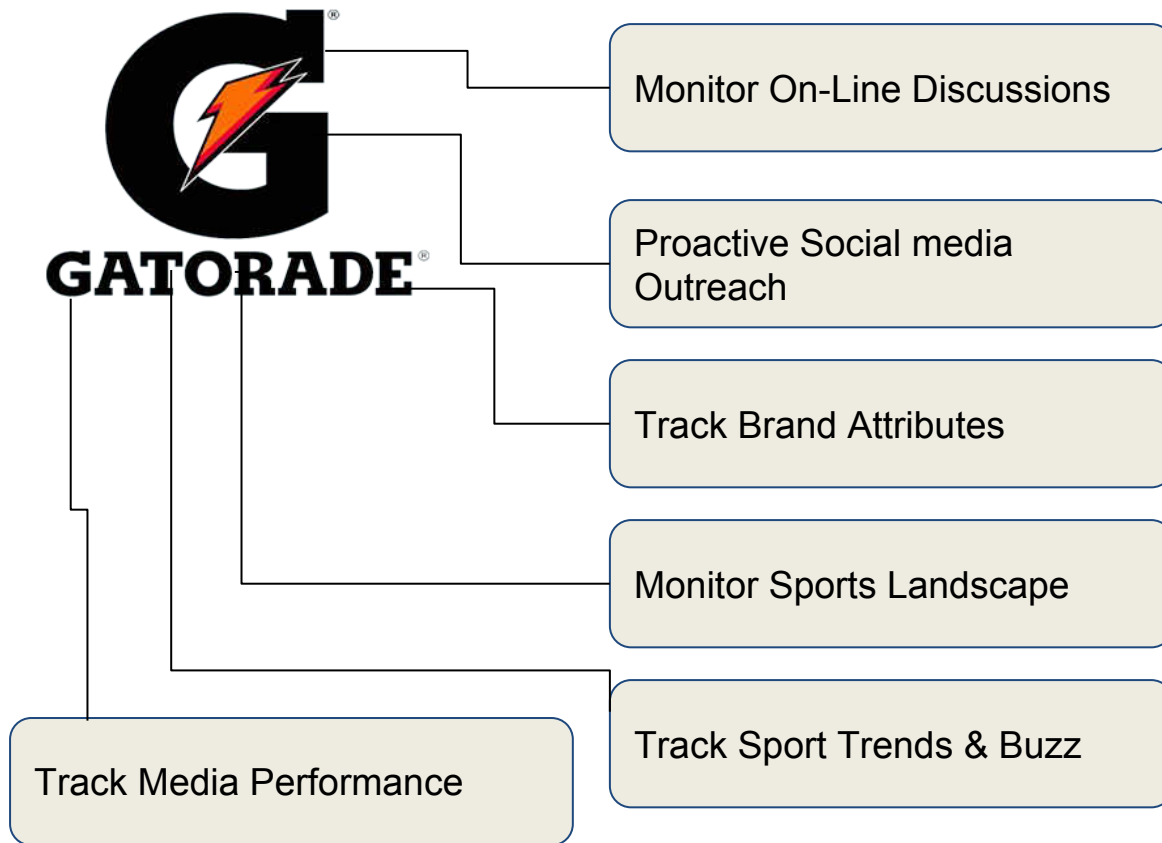 G®
GATORADE®
Monitor On-Line Discussions
Proactive Social media
Outreach
Track Brand Attributes
Monitor Sports Landscape
Track Sport Trends & Buzz
Track Media Performance